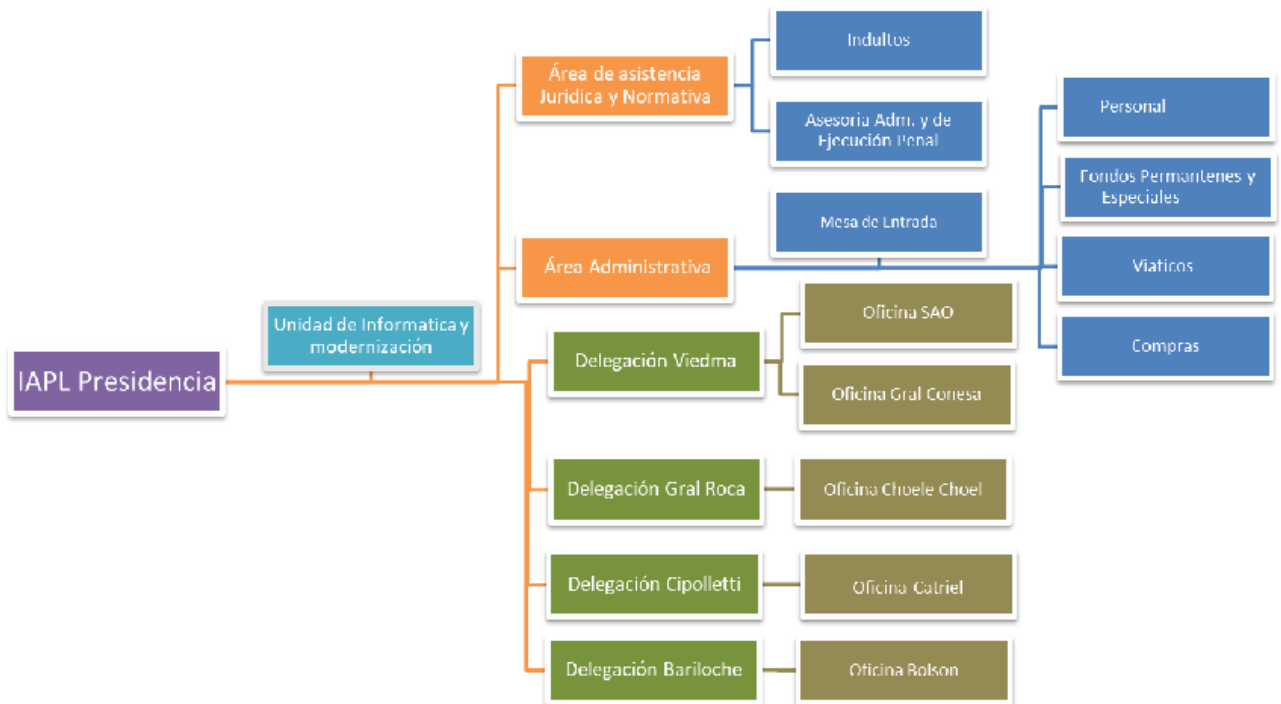 Indultos
Área de asistencia
Juridica y Normativa
Asesoria Adm. y de
Ejecución Penal
Personal
Fondos Permantenes y
Especiales
Mesa de Entrada
Área Administrativa
Viaticos
Compras
Unidad de Informatica y
modernización
IAPL Presidencia
Oficina SAO
Delegación Viedma
Oficina Gral Conesa
Delegación Gral Roca
Oficina Choele Choel
Delegación Cipolletti
Oficina Catriel
Delegación Bariloche
Oficina Bolson